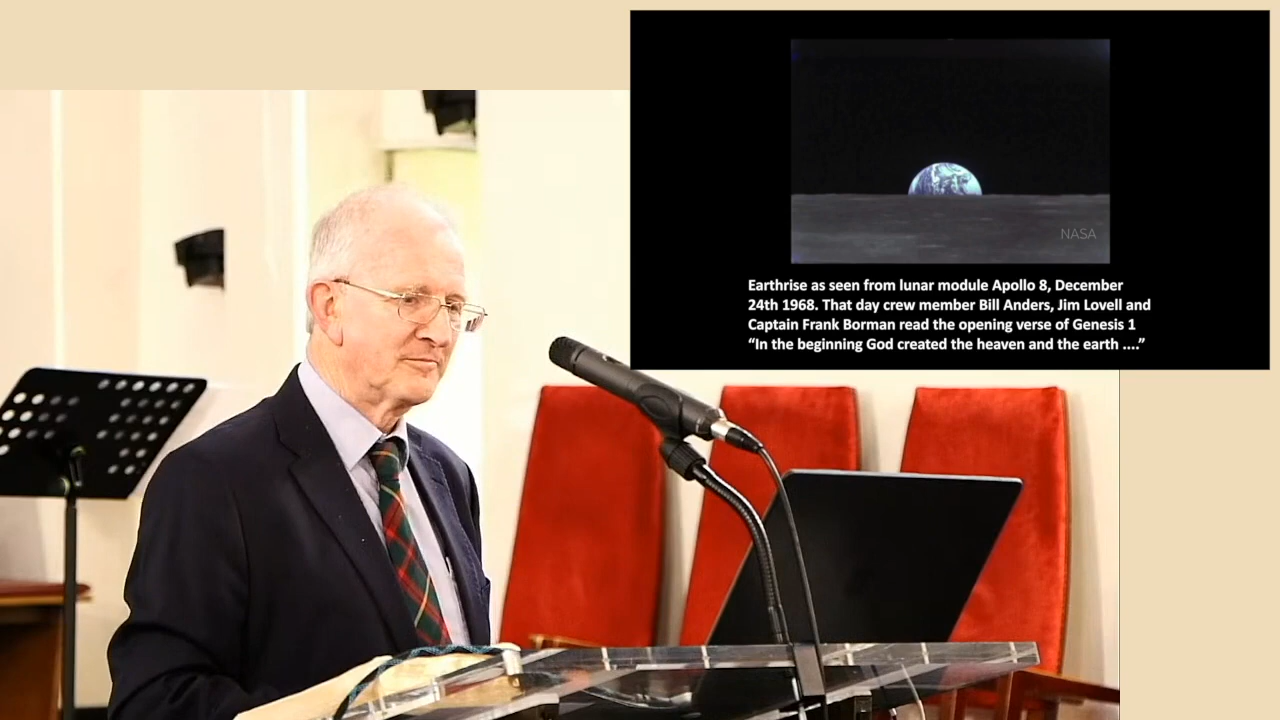 NASA
Earthrise as seen from lunar module Apollo 8, December
24th 1968. That day crew member Bill Anders, Jim Lovell and
Captain Frank Borman read the opening verse of Genesis 1
“In the beginning God created the heaven and the earth ....”